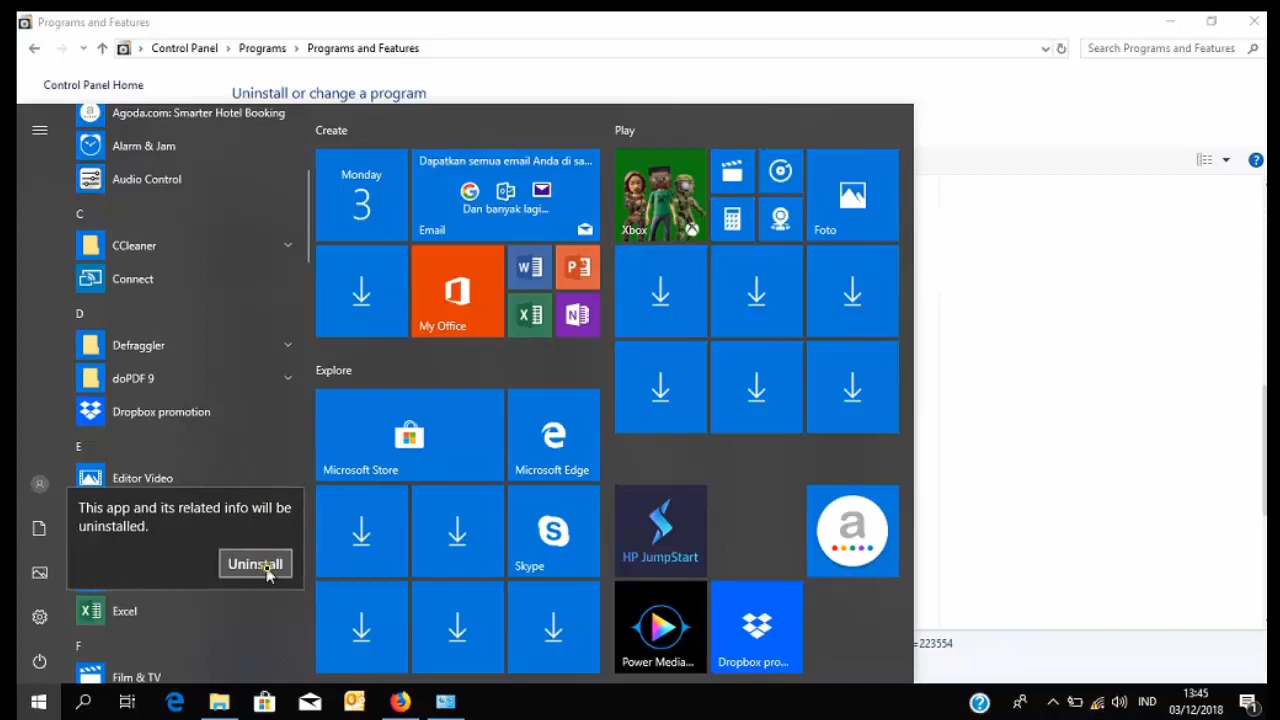 Programs and Features
Control Panel > Programs > Programs and Features
Search Programs and Features
Control Panel Home
Uninstall or change a program
Agoda.com: Smarter Hotel Booking
Alarm & Jam
Audio Control
C
CCleaner
Connect
D
Defraggler
doPDF 9
Dropbox promotion
E
Editor Video
This app and its related info will be
uninstalled.
Uninstall
Excel
F
Film & TV
Create
Monday
3
Dapatkan semua email Anda di sa...
Dan banyak lagi...
Email
My Office
Explore
Microsoft Store
Microsoft Edge
Skype
Play
Xbox
Foto
HP JumpStart
a
Power Media...
Dropbox pro...
=223554
IND
13:45
03/12/2018
1